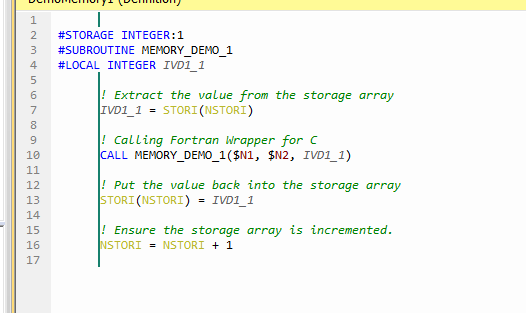 DemoMemory1 (Definition)
1
2 #STORAGE INTEGER:1
3 #SUBROUTINE MEMORY_DEMO_1
4 #LOCAL INTEGER IVD1_1
5
6 ! Extract the value from the storage array
7 IVD1_1 = STORI(NSTORI)
8
9 ! Calling Fortran Wrapper for C
10 CALL MEMORY_DEMO_1($N1, $N2, IVD1_1)
11
12 ! Put the value back into the storage array
13 STORI(NSTORI) = IVD1_1
14
15 ! Ensure the storage array is incremented.
16 NSTORI = NSTORI + 1
17